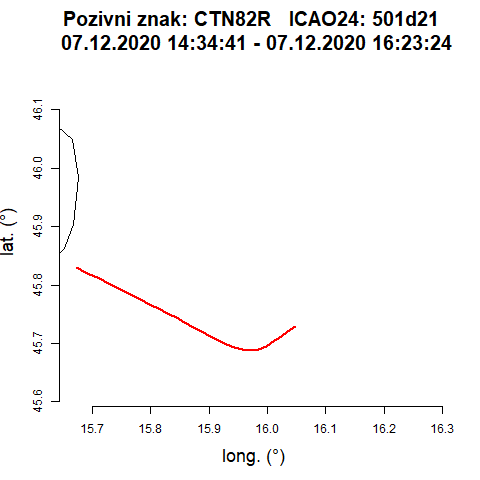 Pozivni znak: CTN82R   ICAO24: 501d21
07.12.2020 14:34:41 - 07.12.2020 16:23:24
46.1
46.0
45.9
45.8
45.7
45.6
lat. (°)
15.7 15.8 15.9 16.0 16.1 16.2 16.3
long. (°)